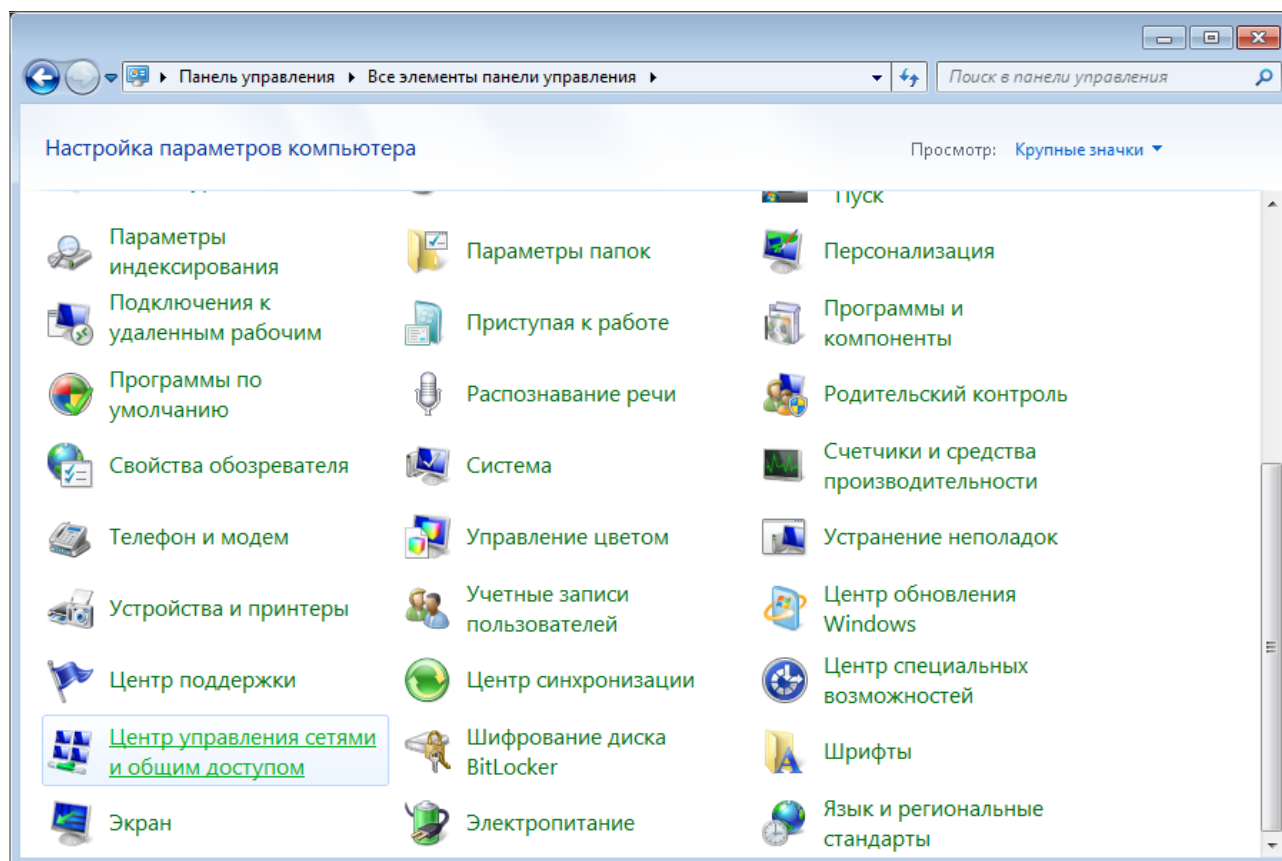 Панель управления
Все элементы панели управления
Поиск в панели управления
Настройка параметров компьютера
Просмотр: Крупные значки
Пуск
Параметры
индексирования
Параметры папок
Персонализация
Подключения к
удаленным рабочим
Приступая к работе
Программы и
компоненты
Программы по
умолчанию
Распознавание речи
Родительский контроль
Свойства обозревателя
Система
Счетчики и средства
производительности
Телефон и модем
Управление цветом
Устранение неполадок
Устройства и принтеры
Учетные записи
пользователей
Центр обновления
Windows
Центр поддержки
Центр синхронизации
Центр специальных
возможностей
Центр управления сетями
и общим доступом
Шифрование диска
BitLocker
Шрифты
Экран
Электропитание
Язык и региональные
стандарты